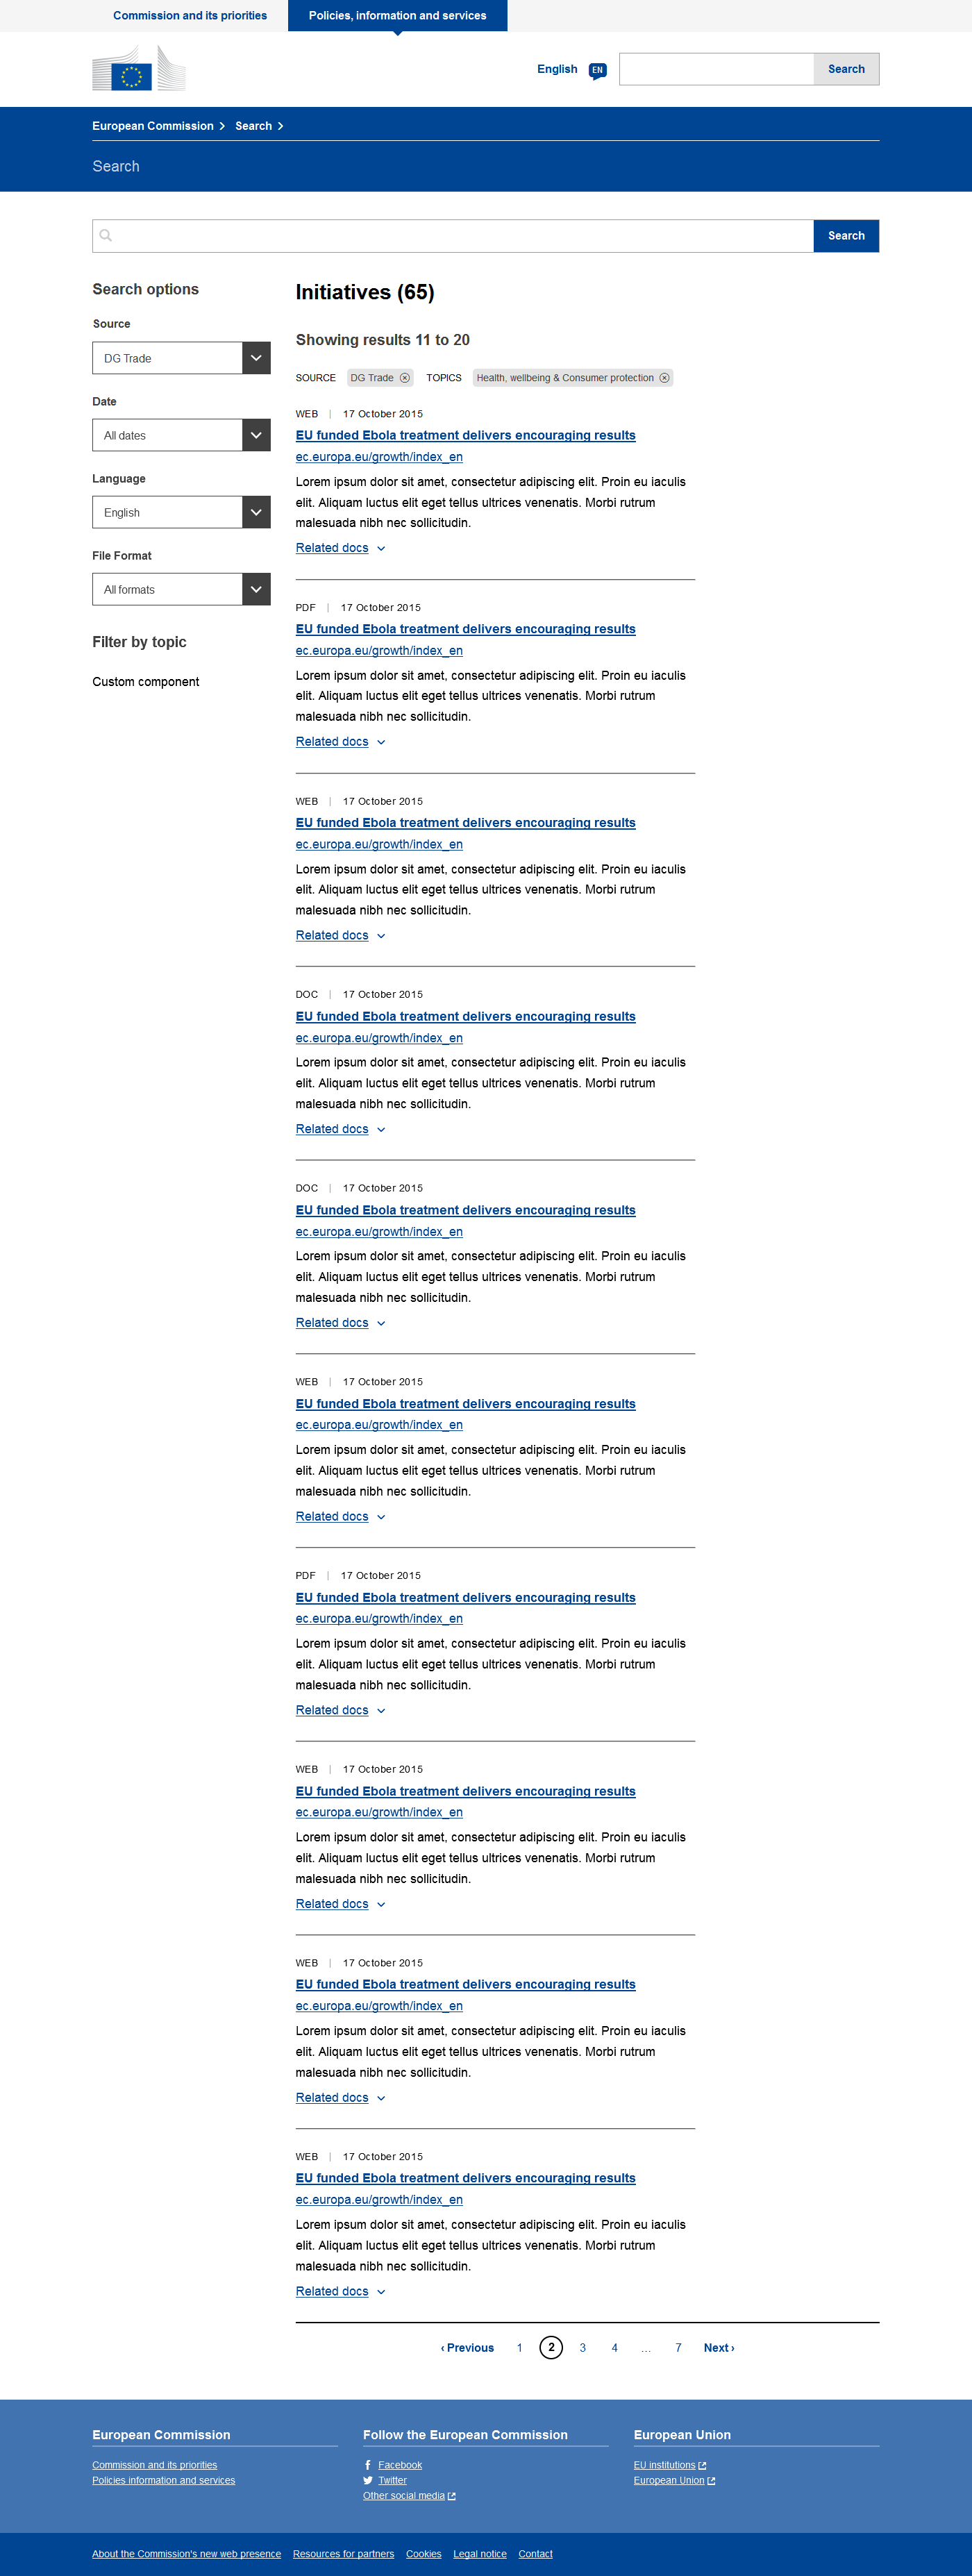 Commission and its priorities
Policies, information and services
English EN
Search
European Commission
Search
Search
Search
Search options
Source
DG Trade
Date
All dates
Language
English
File Format
All formats
Filter by topic
Custom component
Initiatives (65)
Showing results 11 to 20
SOURCE DG Trade TOPICS Health, wellbeing & Consumer protection
WEB | 17 October 2015
EU funded Ebola treatment delivers encouraging results
ec.europa.eu/growth/index_en
Lorem ipsum dolor sit amet, consectetur adipiscing elit. Proin eu iaculis
elit. Aliquam luctus elit eget tellus ultrices venenatis. Morbi rutrum
malesuada nibh nec sollicitudin.
Related docs
PDF | 17 October 2015
EU funded Ebola treatment delivers encouraging results
ec.europa.eu/growth/index_en
Lorem ipsum dolor sit amet, consectetur adipiscing elit. Proin eu iaculis
elit. Aliquam luctus elit eget tellus ultrices venenatis. Morbi rutrum
malesuada nibh nec sollicitudin.
Related docs
WEB | 17 October 2015
EU funded Ebola treatment delivers encouraging results
ec.europa.eu/growth/index_en
Lorem ipsum dolor sit amet, consectetur adipiscing elit. Proin eu iaculis
elit. Aliquam luctus elit eget tellus ultrices venenatis. Morbi rutrum
malesuada nibh nec sollicitudin.
Related docs
DOC | 17 October 2015
EU funded Ebola treatment delivers encouraging results
ec.europa.eu/growth/index_en
Lorem ipsum dolor sit amet, consectetur adipiscing elit. Proin eu iaculis
elit. Aliquam luctus elit eget tellus ultrices venenatis. Morbi rutrum
malesuada nibh nec sollicitudin.
Related docs
DOC | 17 October 2015
EU funded Ebola treatment delivers encouraging results
ec.europa.eu/growth/index_en
Lorem ipsum dolor sit amet, consectetur adipiscing elit. Proin eu iaculis
elit. Aliquam luctus elit eget tellus ultrices venenatis. Morbi rutrum
malesuada nibh nec sollicitudin.
Related docs
WEB | 17 October 2015
EU funded Ebola treatment delivers encouraging results
ec.europa.eu/growth/index_en
Lorem ipsum dolor sit amet, consectetur adipiscing elit. Proin eu iaculis
elit. Aliquam luctus elit eget tellus ultrices venenatis. Morbi rutrum
malesuada nibh nec sollicitudin.
Related docs
PDF | 17 October 2015
EU funded Ebola treatment delivers encouraging results
ec.europa.eu/growth/index_en
Lorem ipsum dolor sit amet, consectetur adipiscing elit. Proin eu iaculis
elit. Aliquam luctus elit eget tellus ultrices venenatis. Morbi rutrum
malesuada nibh nec sollicitudin.
Related docs
WEB | 17 October 2015
EU funded Ebola treatment delivers encouraging results
ec.europa.eu/growth/index_en
Lorem ipsum dolor sit amet, consectetur adipiscing elit. Proin eu iaculis
elit. Aliquam luctus elit eget tellus ultrices venenatis. Morbi rutrum
malesuada nibh nec sollicitudin.
Related docs
WEB | 17 October 2015
EU funded Ebola treatment delivers encouraging results
ec.europa.eu/growth/index_en
Lorem ipsum dolor sit amet, consectetur adipiscing elit. Proin eu iaculis
elit. Aliquam luctus elit eget tellus ultrices venenatis. Morbi rutrum
malesuada nibh nec sollicitudin.
Related docs
WEB | 17 October 2015
EU funded Ebola treatment delivers encouraging results
ec.europa.eu/growth/index_en
Lorem ipsum dolor sit amet, consectetur adipiscing elit. Proin eu iaculis
elit. Aliquam luctus elit eget tellus ultrices venenatis. Morbi rutrum
malesuada nibh nec sollicitudin.
Related docs
‹ Previous 1 2 3 4 … 7 Next ›
European Commission
Commission and its priorities
Policies information and services
Follow the European Commission
Facebook
Twitter
Other social media
European Union
EU institutions
European Union
About the Commission's new web presence Resources for partners Cookies Legal notice Contact